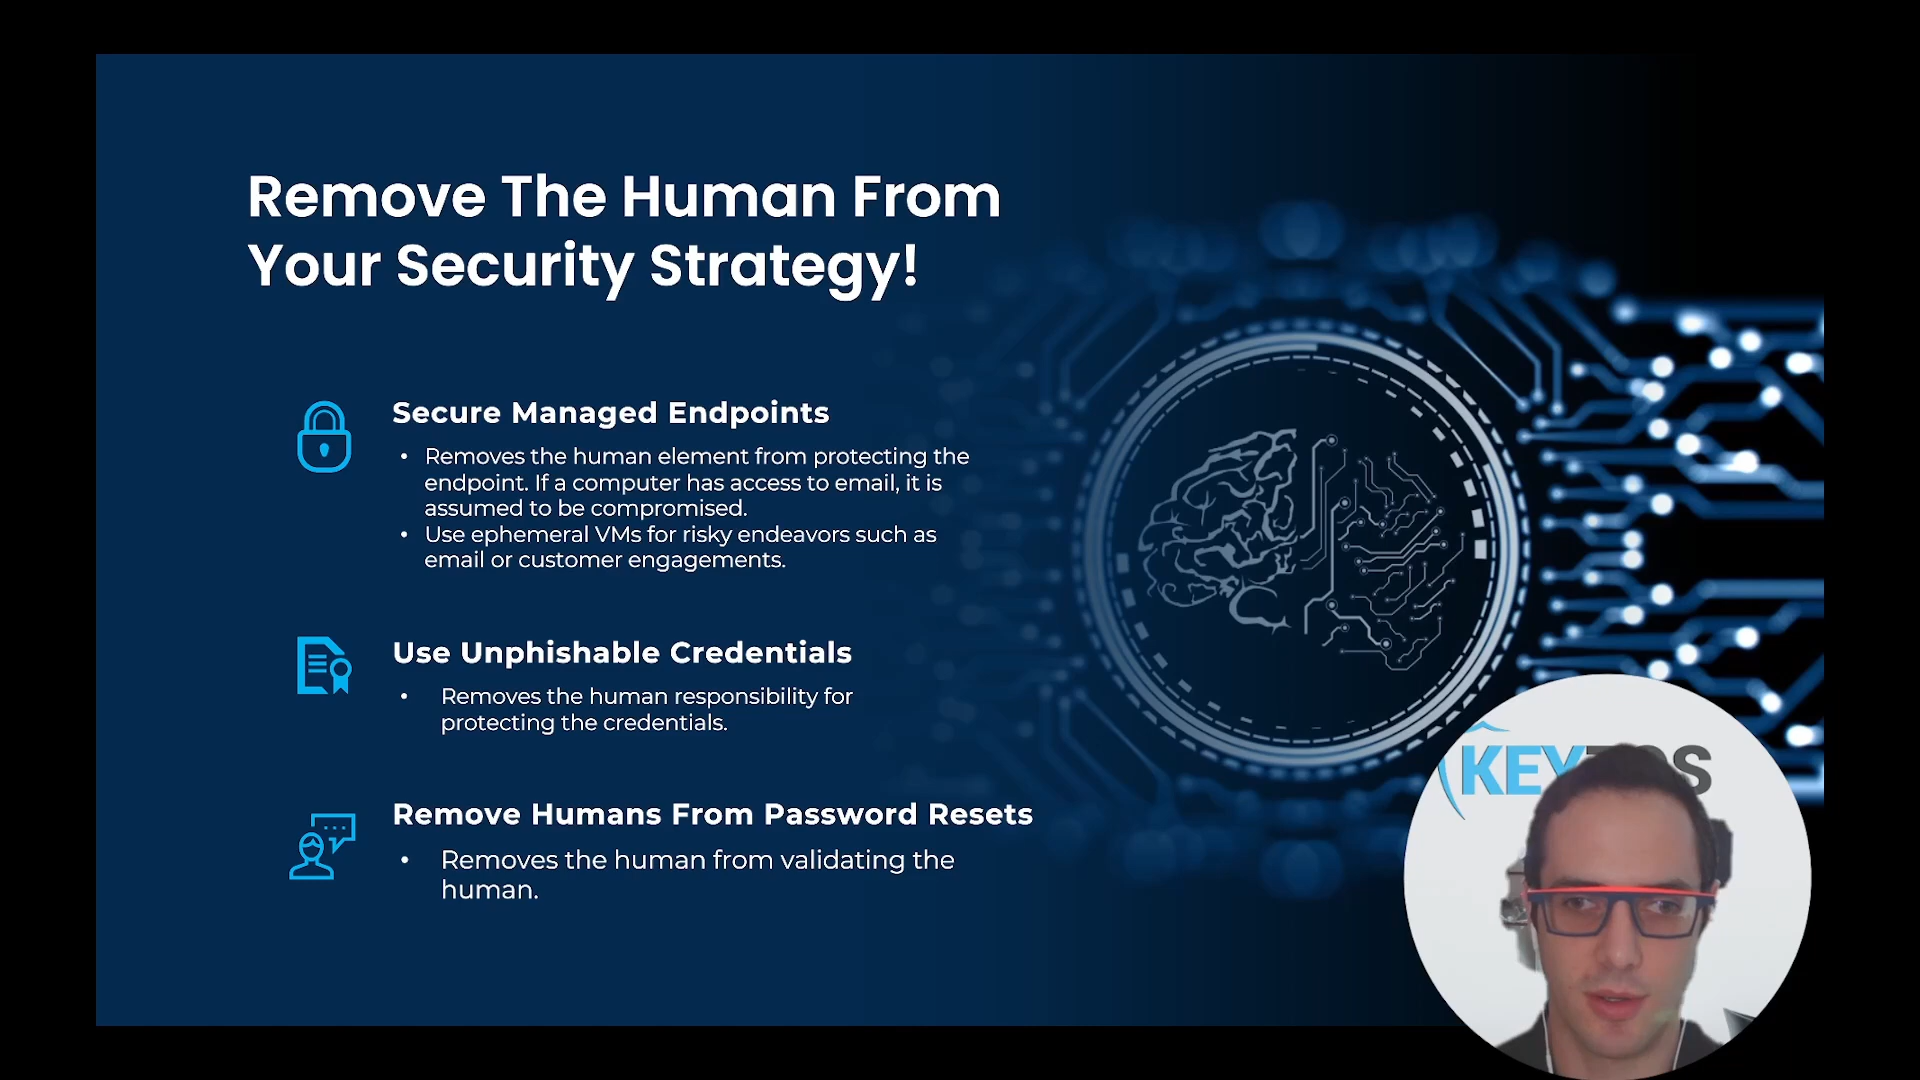 Remove The Human From
Your Security Strategy!
Secure Managed Endpoints
• Removes the human element from protecting the
endpoint. If a computer has access to email, it is
assumed to be compromised.
• Use ephemeral VMs for risky endeavors such as
email or customer engagements.
Use Unphishable Credentials
• Removes the human responsibility for
protecting the credentials.
Remove Humans From Password Resets
• Removes the human from validating the
human.